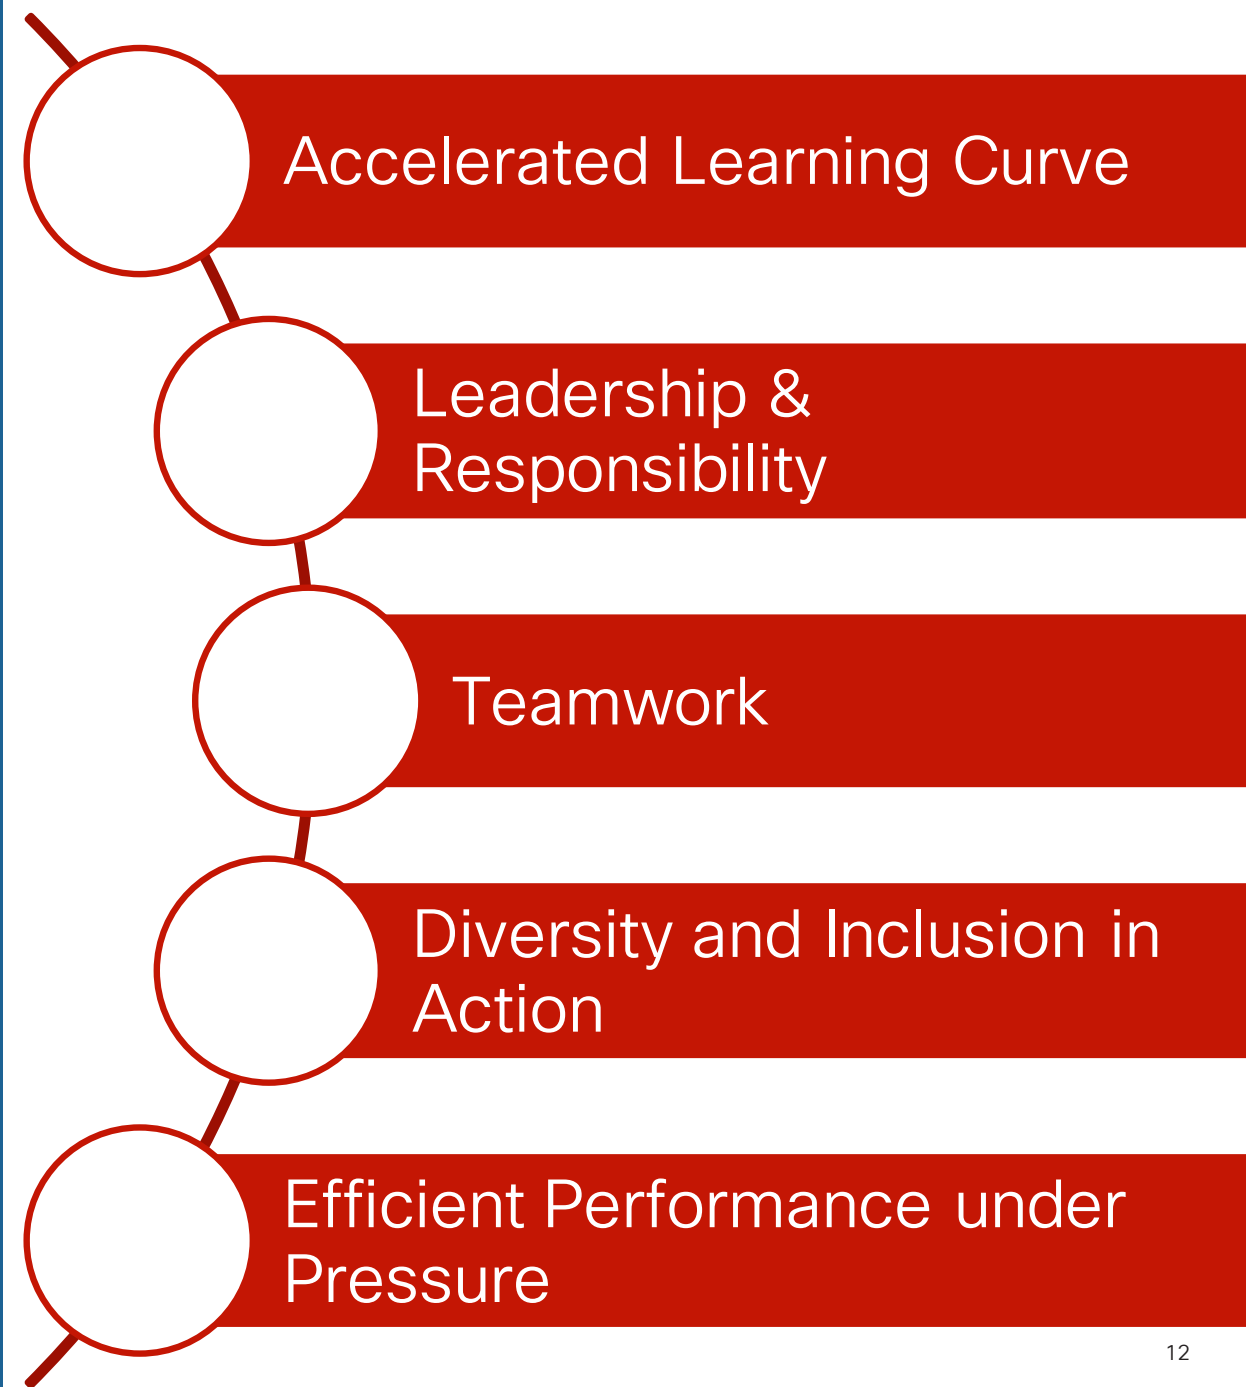 Accelerated Learning Curve
Leadership &
Responsibility
Teamwork
Diversity and Inclusion in
Action
Efficient Performance under
Pressure
12